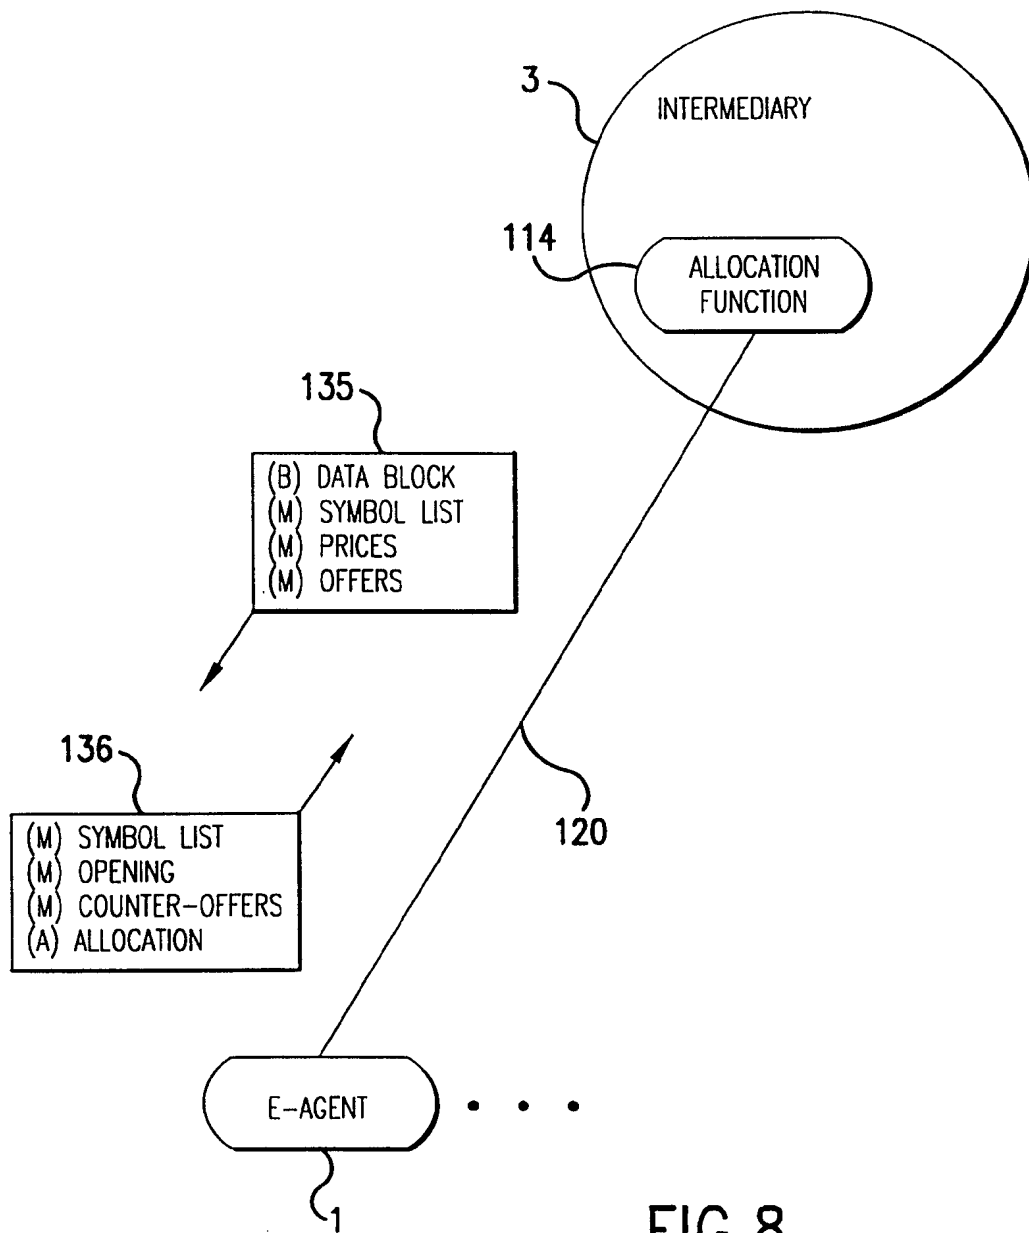 3
INTERMEDIARY
114
ALLOCATION
FUNCTION
135
(B) DATA BLOCK
(M) SYMBOL LIST
(M) PRICES
(M) OFFERS
136
(M) SYMBOL LIST
(M) OPENING
(M) COUNTER-OFFERS
(A) ALLOCATION
120
E-AGENT
1
FIG. 8